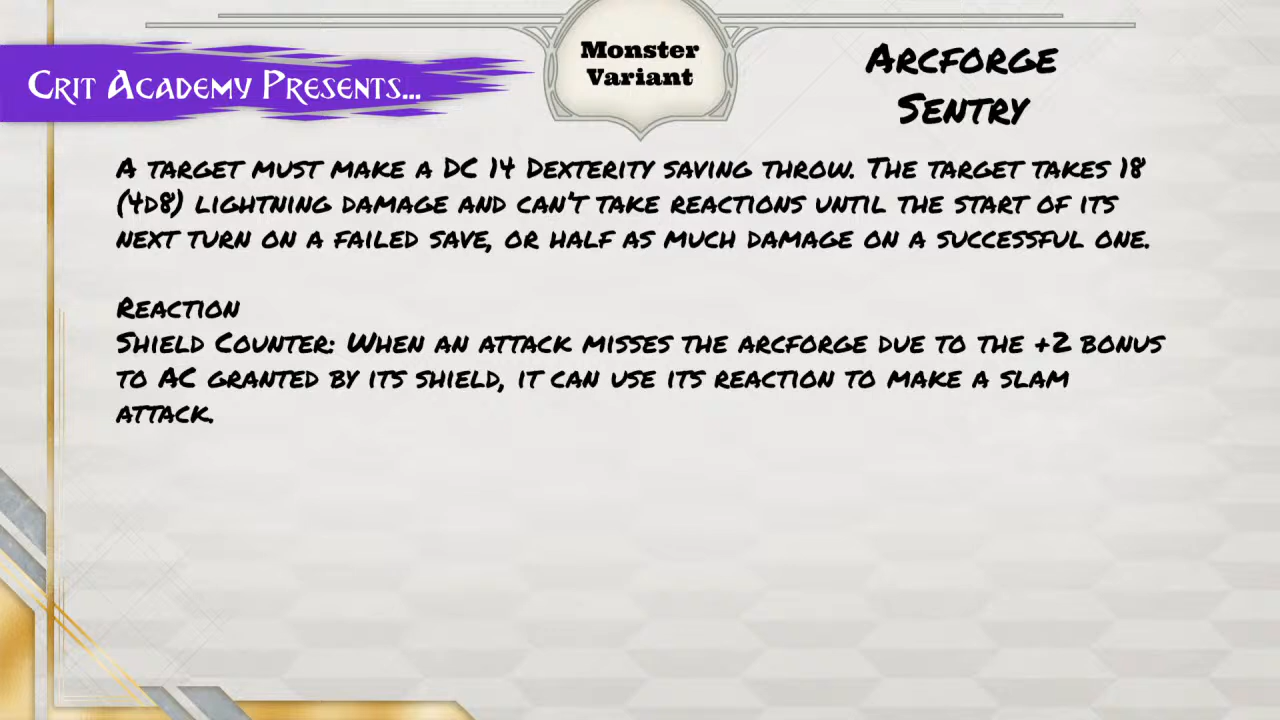 Crit Academy Presents...
Monster
Variant
Arcforge
Sentry
A target must make a DC 14 Dexterity saving throw. The target takes 18
(4d8) lightning damage and can't take reactions until the start of its
next turn on a failed save, or half as much damage on a successful one.
Reaction
Shield Counter: When an attack misses the arcforge due to the +2 bonus
to AC granted by its shield, it can use its reaction to make a slam
attack.